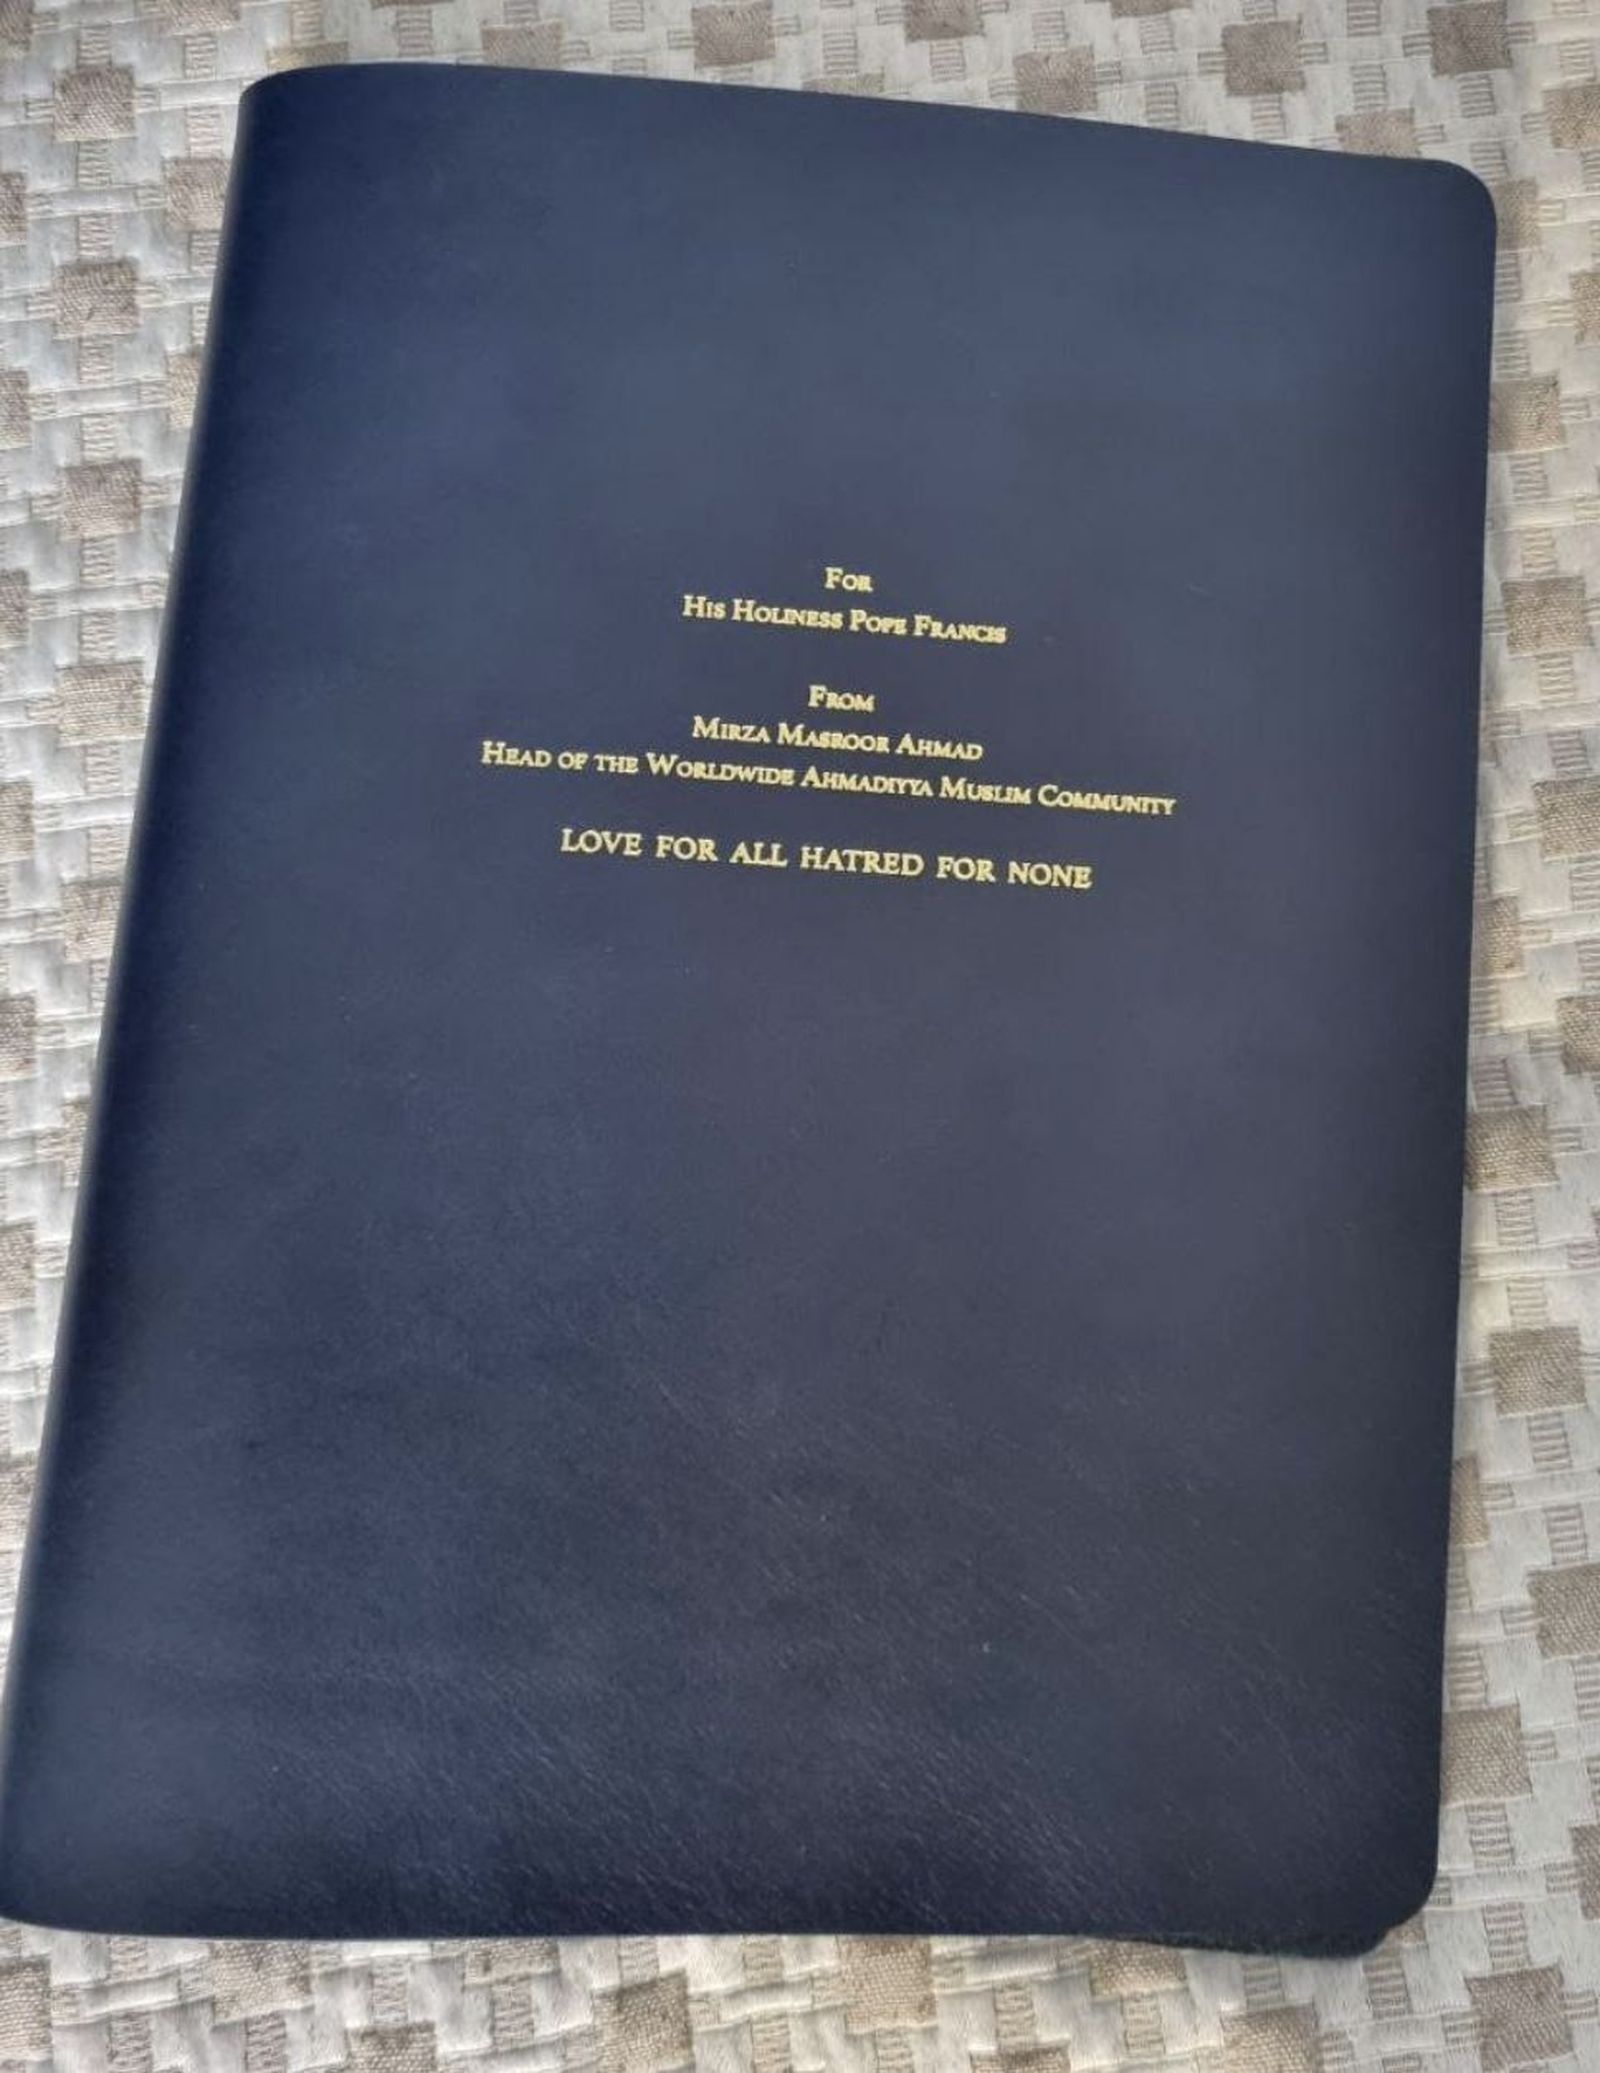 For
His Holiness Pope Francis
From
Mirza Masroor Ahmad
Head of the Worldwide Ahmadiyya Muslim Community
LOVE FOR ALL HATRED FOR NONE